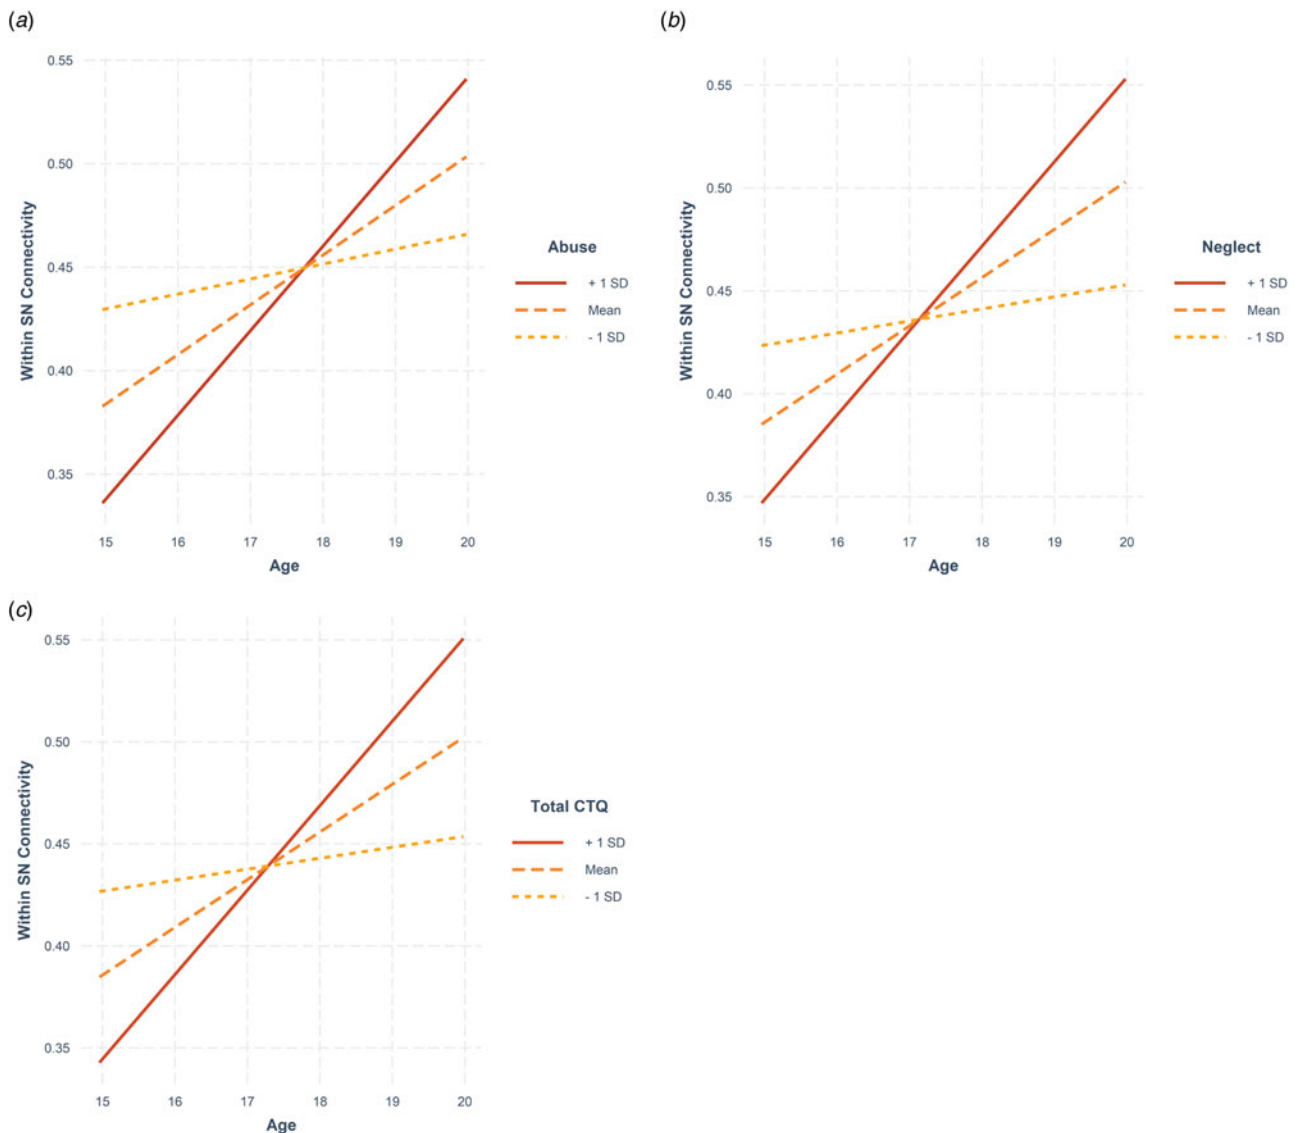 (a)
0.55
0.50
0.45
0.40
0.35
Within SN Connectivity
15 16 17 18 19 20
Age
Abuse
+ 1 SD
Mean
- 1 SD
(b)
0.55
0.50
0.45
0.40
0.35
Within SN Connectivity
15 16 17 18 19 20
Age
Neglect
+ 1 SD
Mean
- 1 SD
(c)
0.55
0.50
0.45
0.40
0.35
Within SN Connectivity
15 16 17 18 19 20
Age
Total CTQ
+ 1 SD
Mean
- 1 SD